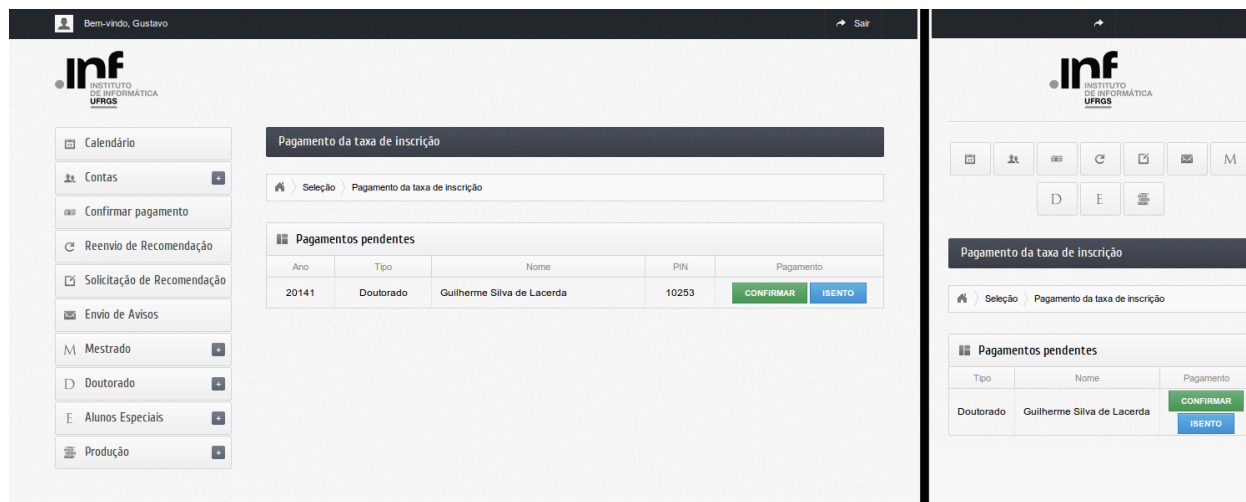 Bem-vindo, Gustavo
Sair
.Inf
INSTITUTO
DE INFORMÁTICA
UFRGS
Calendário
Contas
+
Confirmar pagamento
Reenvio de Recomendação
Solicitação de Recomendação
Envio de Avisos
M Mestrado
+
D Doutorado
+
E Alunos Especiais
+
Produção
+
Pagamento da taxa de inscrição
Seleção Pagamento da taxa de inscrição
Pagamentos pendentes
Ano Tipo Nome PIN Pagamento
20141 Doutorado Guilherme Silva de Lacerda 10253 CONFIRMAR ISENTO
.Inf
INSTITUTO
DE INFORMÁTICA
UFRGS
M
D E
Pagamento da taxa de inscrição
Seleção Pagamento da taxa de inscrição
Pagamentos pendentes
Tipo Nome Pagamento
Doutorado Guilherme Silva de Lacerda CONFIRMAR
ISENTO